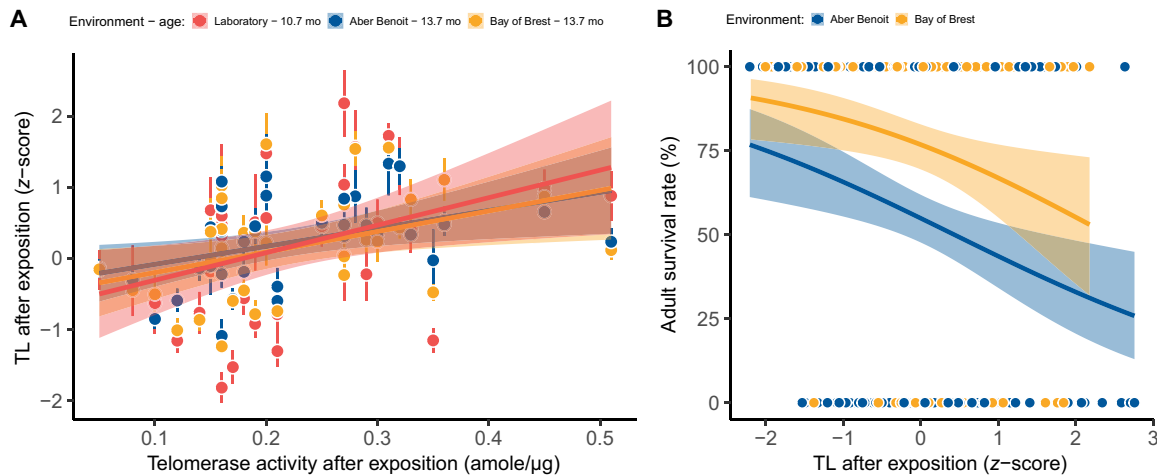 A
Environment − age: Laboratory − 10.7 mo Aber Benoit − 13.7 mo Bay of Brest − 13.7 mo
TL after exposition (z−score)
2
1
0
−1
−2
0.1 0.2 0.3 0.4 0.5
Telomerase activity after exposition (amole/µg)
B
Environment: Aber Benoit Bay of Brest
Adult survival rate (%)
100
75
50
25
0
−2 −1 0 1 2 3
TL after exposition (z−score)